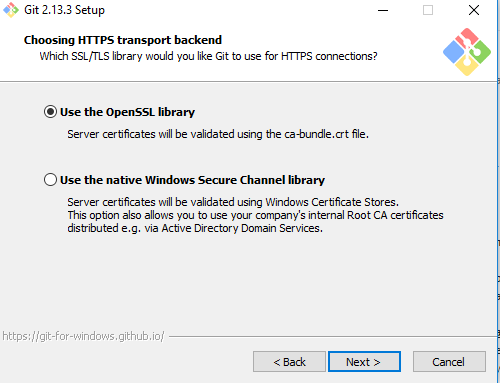 Git 2.13.3 Setup
Choosing HTTPS transport backend
Which SSL/TLS library would you like Git to use for HTTPS connections?
Use the OpenSSL library
Server certificates will be validated using the ca-bundle.crt file.
Use the native Windows Secure Channel library
Server certificates will be validated using Windows Certificate Stores.
This option also allows you to use your company's internal Root CA certificates
distributed e.g. via Active Directory Domain Services.
https://git-for-windows.github.io/
< Back
Next >
Cancel